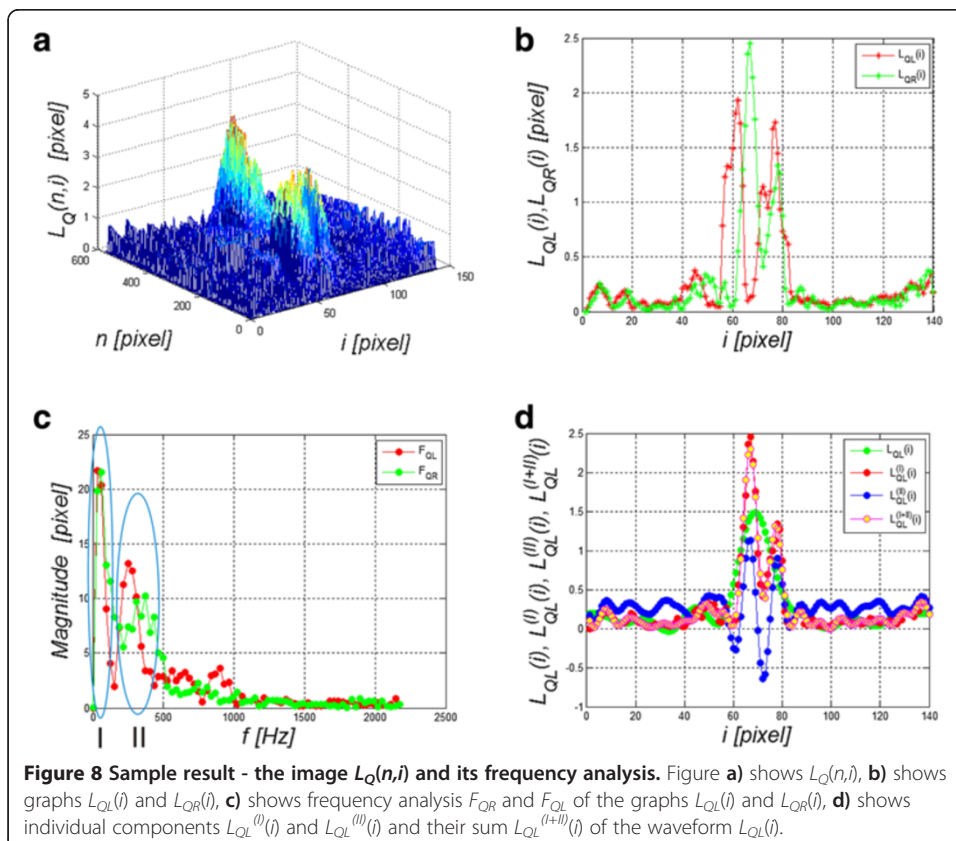 a
L_Q(n,i) [pixel]
5
4
3
2
1
0
600
400
200
0
n [pixel]
0
50
100
150
i [pixel]
b
L_QL(i), L_QR(i) [pixel]
2.5
2
1.5
1
0.5
0
0 20 40 60 80 100 120 140
i [pixel]
L_QL(i)
L_QR(i)
c
Magnitude [pixel]
25
20
15
10
5
0
0 500 1000 1500 2000 2500
I II
f [Hz]
F_QL
F_QR
d
L_QL(i), L_QL^(I)(i), L_QL^(II)(i), L_QL^(I+II)(i)
2.5
2
1.5
1
0.5
0
-0.5
-1
0 20 40 60 80 100 120 140
i [pixel]
L_QL(i)
L_QL^(I)(i)
L_QL^(II)(i)
L_QL^(I+II)(i)
Figure 8 Sample result - the image L_Q(n,i) and its frequency analysis. Figure a) shows L_Q(n,i), b) shows
graphs L_QL(i) and L_QR(i), c) shows frequency analysis F_QR and F_QL of the graphs L_QL(i) and L_QR(i), d) shows
individual components L_QL^(I)(i) and L_QL^(II)(i) and their sum L_QL^(I+II)(i) of the waveform L_QL(i).